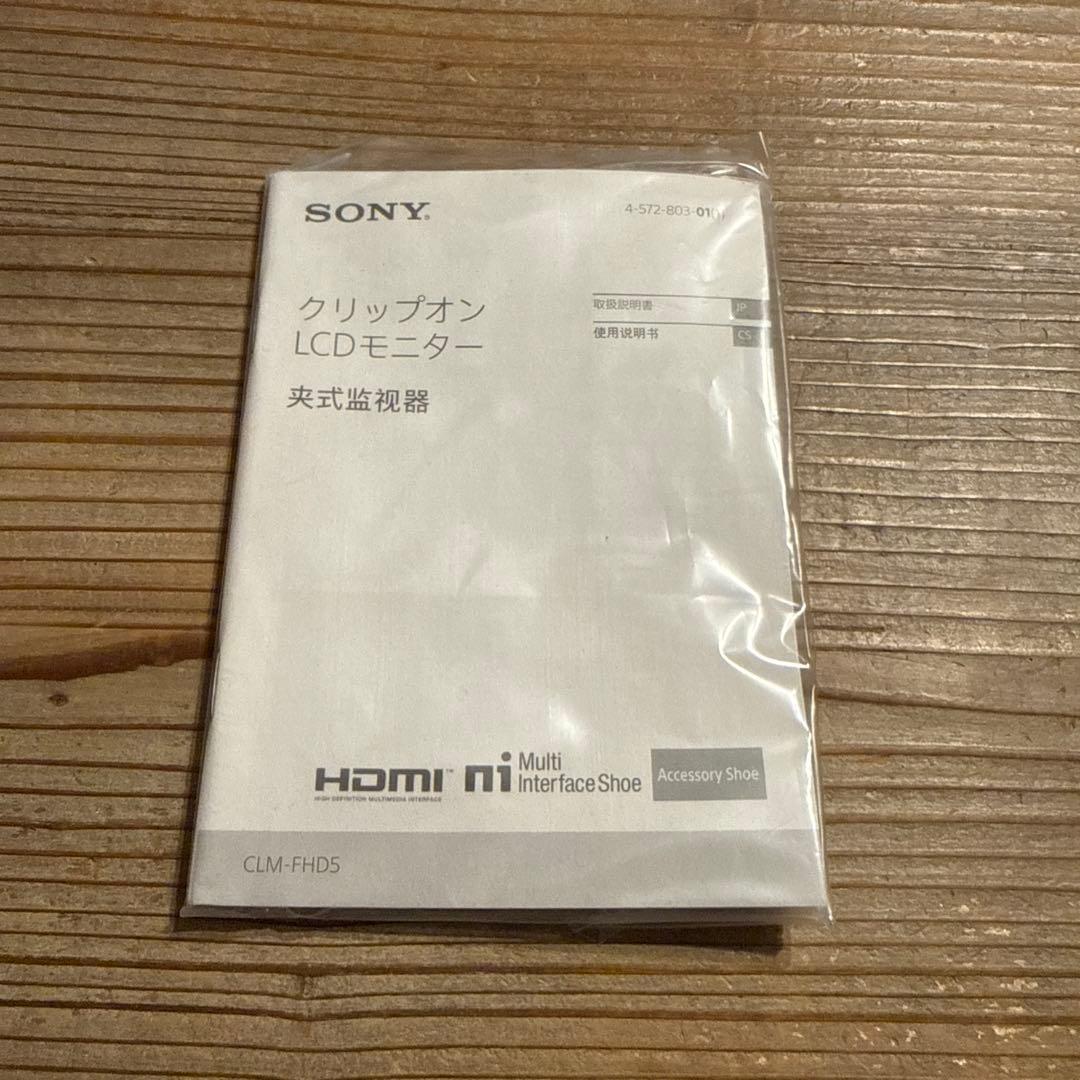 SONY®
4-572-803-01(1)
クリップオン
LCDモニター
夹式监视器
取扱説明書 JP
使用说明书 CS
HDMI™
HIGH-DEFINITION MULTIMEDIA INTERFACE
Multi
Interface Shoe
Accessory Shoe
CLM-FHD5